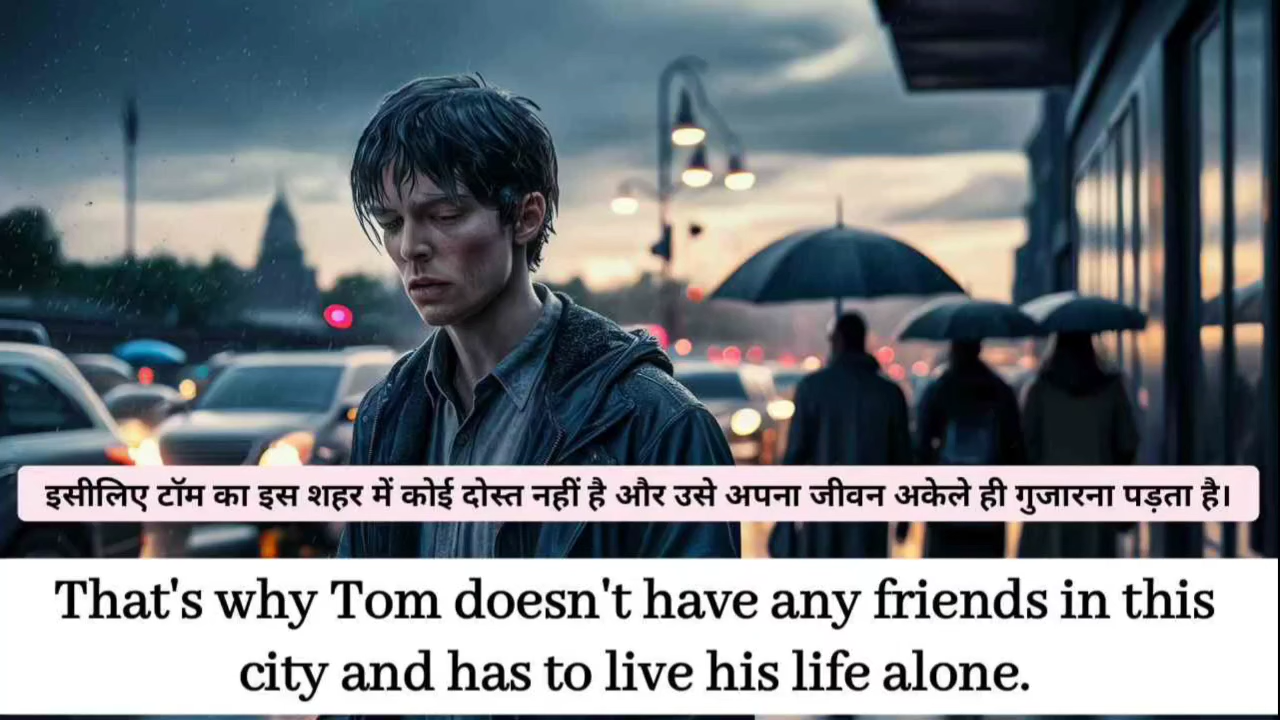 इसीलिए टॉम का इस शहर में कोई दोस्त नहीं है और उसे अपना जीवन अकेले ही गुजारना पड़ता है।
That's why Tom doesn't have any friends in this
city and has to live his life alone.